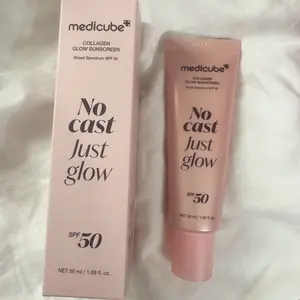 medicube
COLLAGEN
GLOW SUNSCREEN
Broad Spectrum SPF 50
No
cast
Just
glow
SPF 50
NET 50 ml / 1.69 fl. oz.
medicube
COLLAGEN
GLOW SUNSCREEN
Broad Spectrum SPF 50
No
cast
Just
glow
SPF 50
NET 50 ml / 1.69 fl. oz.